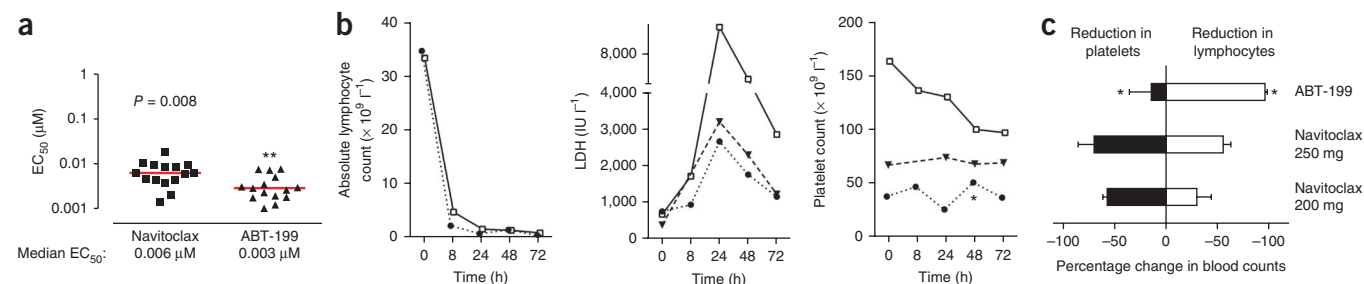 a
EC50 (μM)
1
0.1
0.01
0.001
P = 0.008
**
Navitoclax
ABT-199
Median EC50:
0.006 μM
0.003 μM
b
Absolute lymphocyte
count (× 10⁹ l⁻¹)
40
30
20
10
0
0 8 24 48 72
Time (h)
LDH (IU l⁻¹)
8,000
4,000
3,000
2,000
1,000
0
0 8 24 48 72
Time (h)
Platelet count (× 10⁹ l⁻¹)
200
150
100
50
0
*
0 8 24 48 72
Time (h)
c
Reduction in
platelets
Reduction in
lymphocytes
* *
ABT-199
Navitoclax
250 mg
Navitoclax
200 mg
−100 −50 0 −50 −100
Percentage change in blood counts